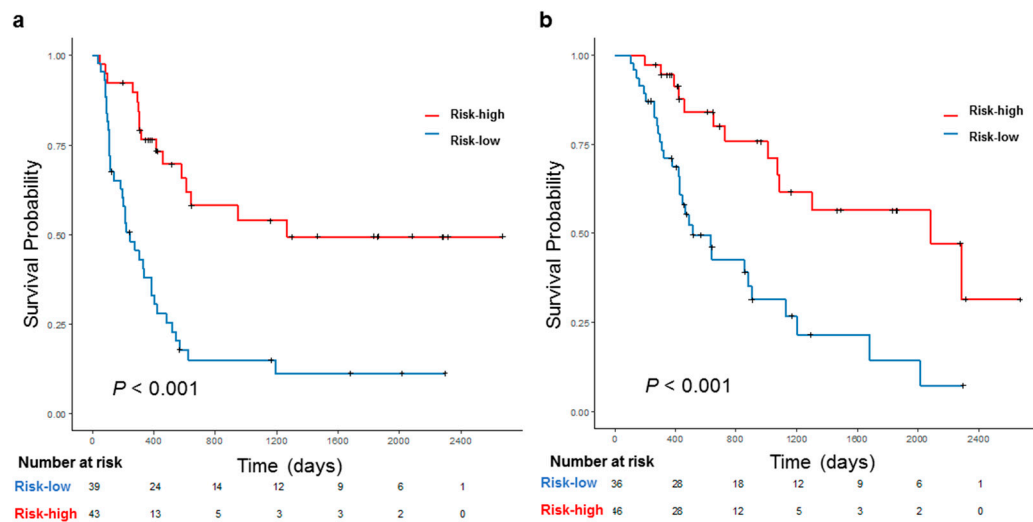 a
1.00
0.75
0.50
0.25
0.00
Survival Probability
Risk-high
Risk-low
P < 0.001
0 400 800 1200 1600 2000 2400
Number at risk
Time (days)
Risk-low 39 24 14 12 9 6 1
Risk-high 43 13 5 3 3 2 0
b
1.00
0.75
0.50
0.25
0.00
Survival Probability
Risk-high
Risk-low
P < 0.001
0 400 800 1200 1600 2000 2400
Number at risk
Time (days)
Risk-low 36 28 18 12 9 6 1
Risk-high 46 28 12 5 3 2 0